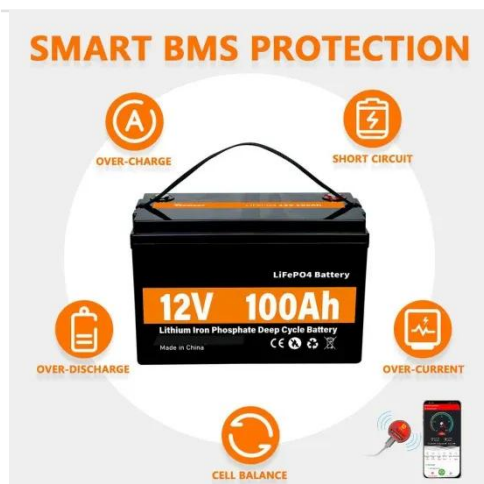 SMART BMS PROTECTION
OVER-CHARGE
SHORT CIRCUIT
LiFePO4 Battery
12V 100Ah
Lithium Iron Phosphate Deep Cycle Battery
Made in China
CE
OVER-DISCHARGE
OVER-CURRENT
CELL BALANCE